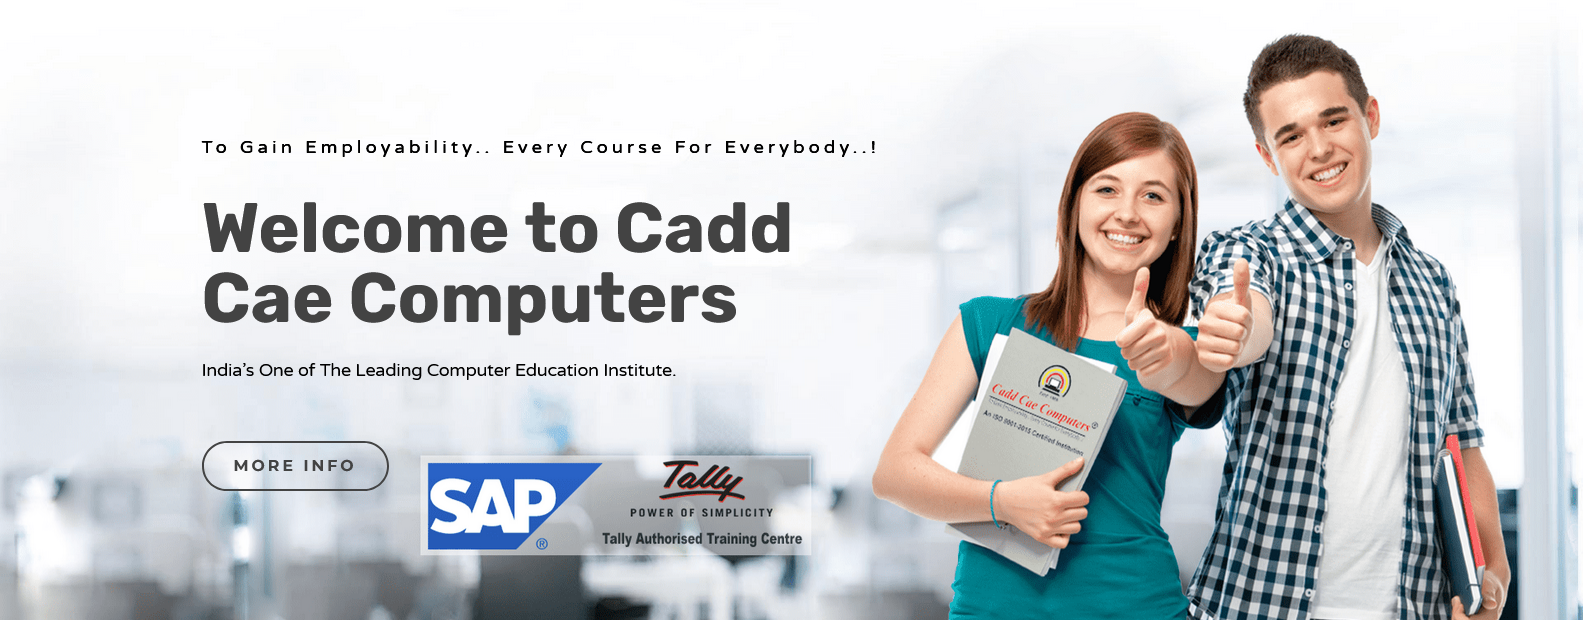 To Gain Employability.. Every Course For Everybody..!
Welcome to Cadd
Cae Computers
India's One of The Leading Computer Education Institute.
MORE INFO
SAP
®
Tally
POWER OF SIMPLICITY
Tally Authorised Training Centre
Cadd Cae Computers®
An ISO 9001-2015 Certified Institution